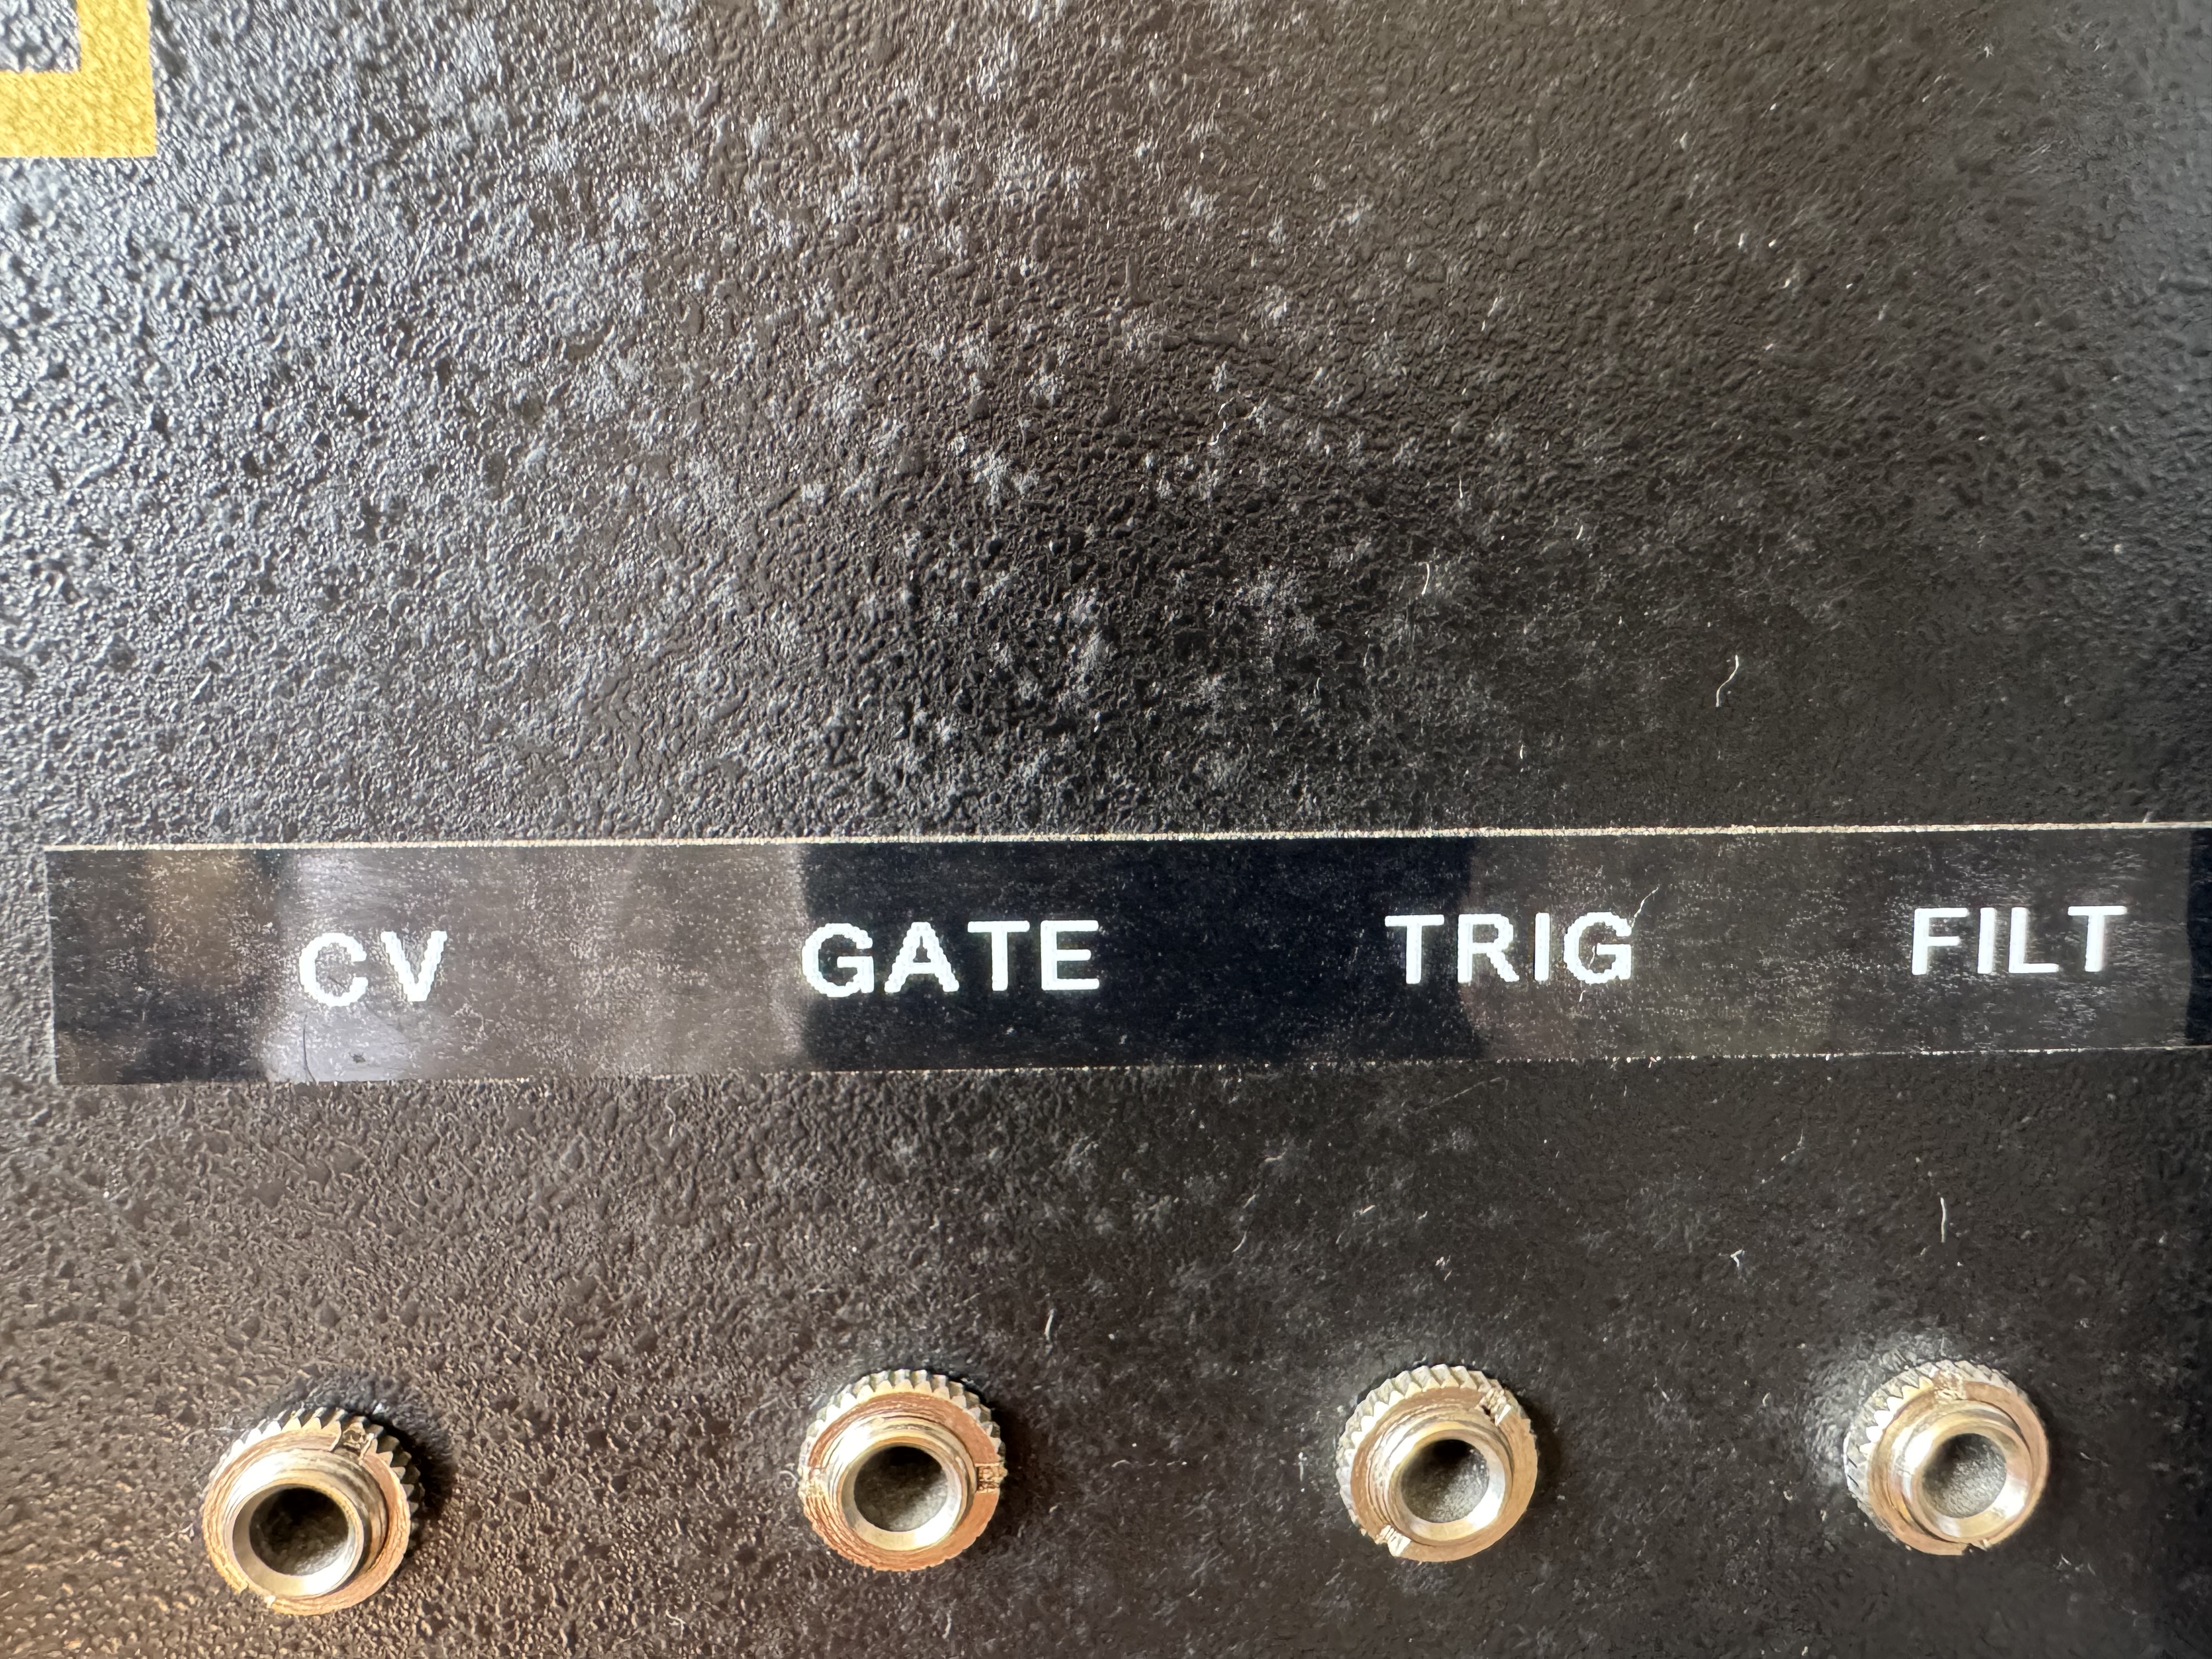 CV GATE TRIG FILT